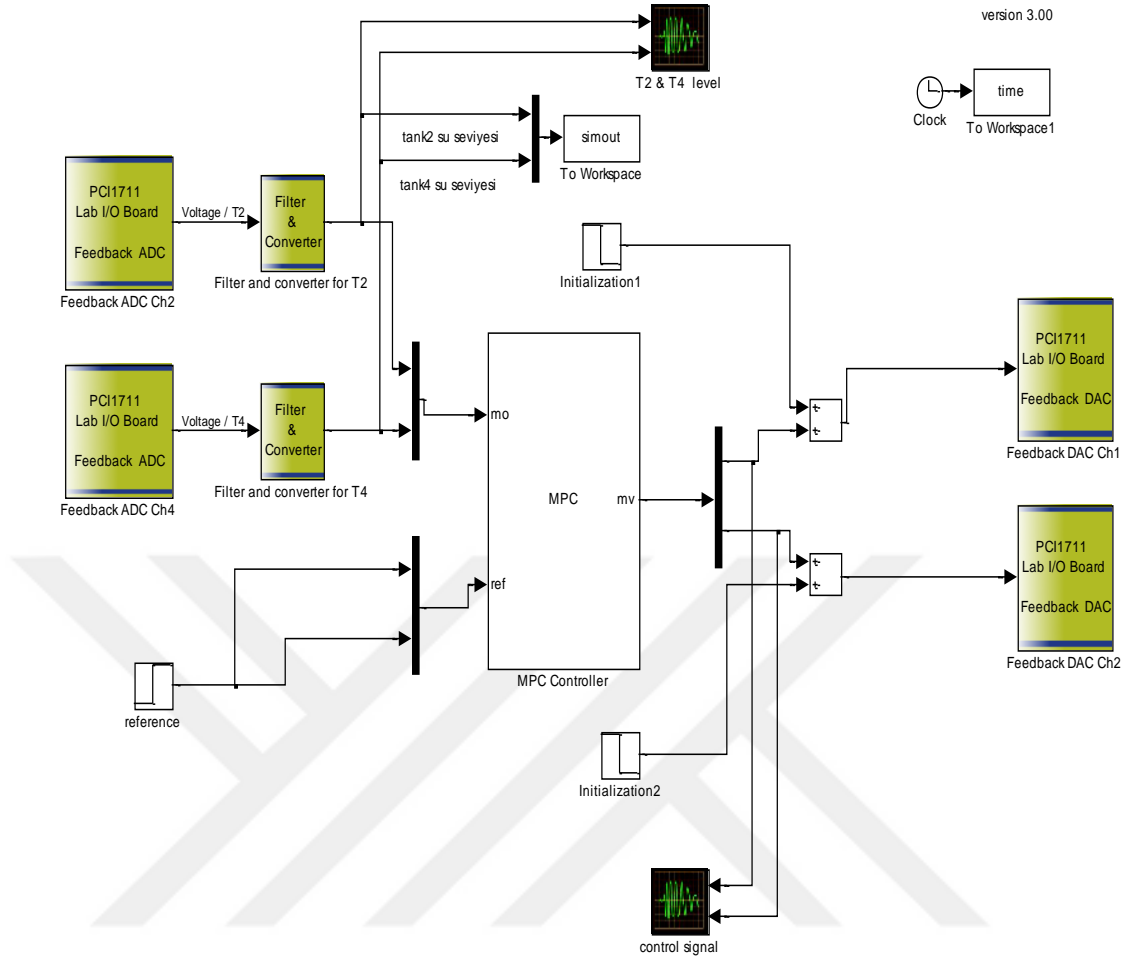 version 3.00
T2 & T4 level
time
Clock
To Workspace1
tank2 su seviyesi
simout
To Workspace
tank4 su seviyesi
PCI1711
Lab I/O Board
Feedback ADC
Feedback ADC Ch2
Voltage / T2
Filter
&
Converter
Filter and converter for T2
Initialization1
PCI1711
Lab I/O Board
Feedback ADC
Feedback ADC Ch4
Voltage / T4
Filter
&
Converter
Filter and converter for T4
mo
MPC
mv
ref
MPC Controller
reference
+
+
PCI1711
Lab I/O Board
Feedback DAC
Feedback DAC Ch1
+
+
PCI1711
Lab I/O Board
Feedback DAC
Feedback DAC Ch2
Initialization2
control signal